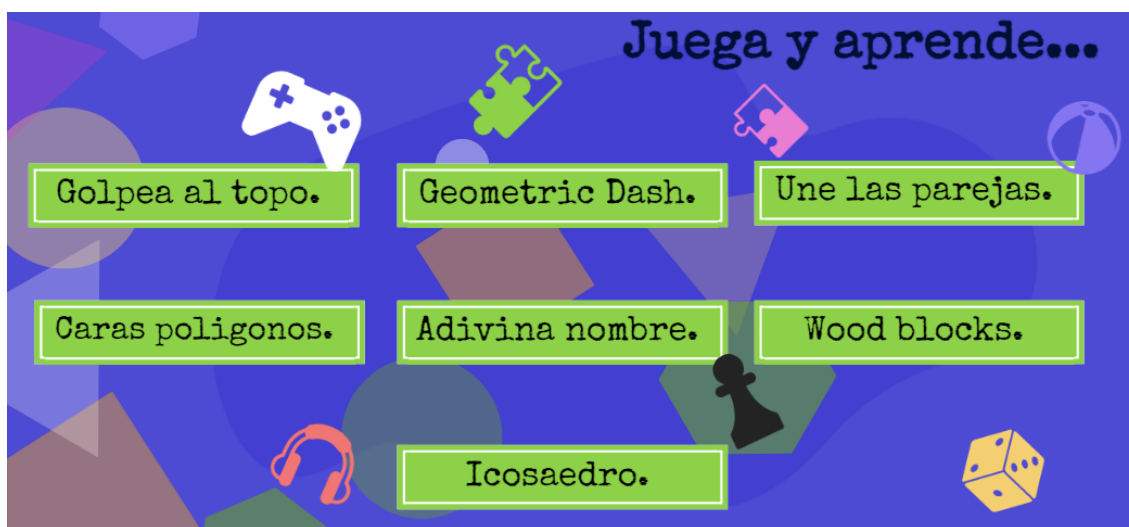 Juega y aprende...
Golpea al topo.
Geometric Dash.
Une las parejas.
Caras poligonos.
Adivina nombre.
Wood blocks.
Icosaedro.